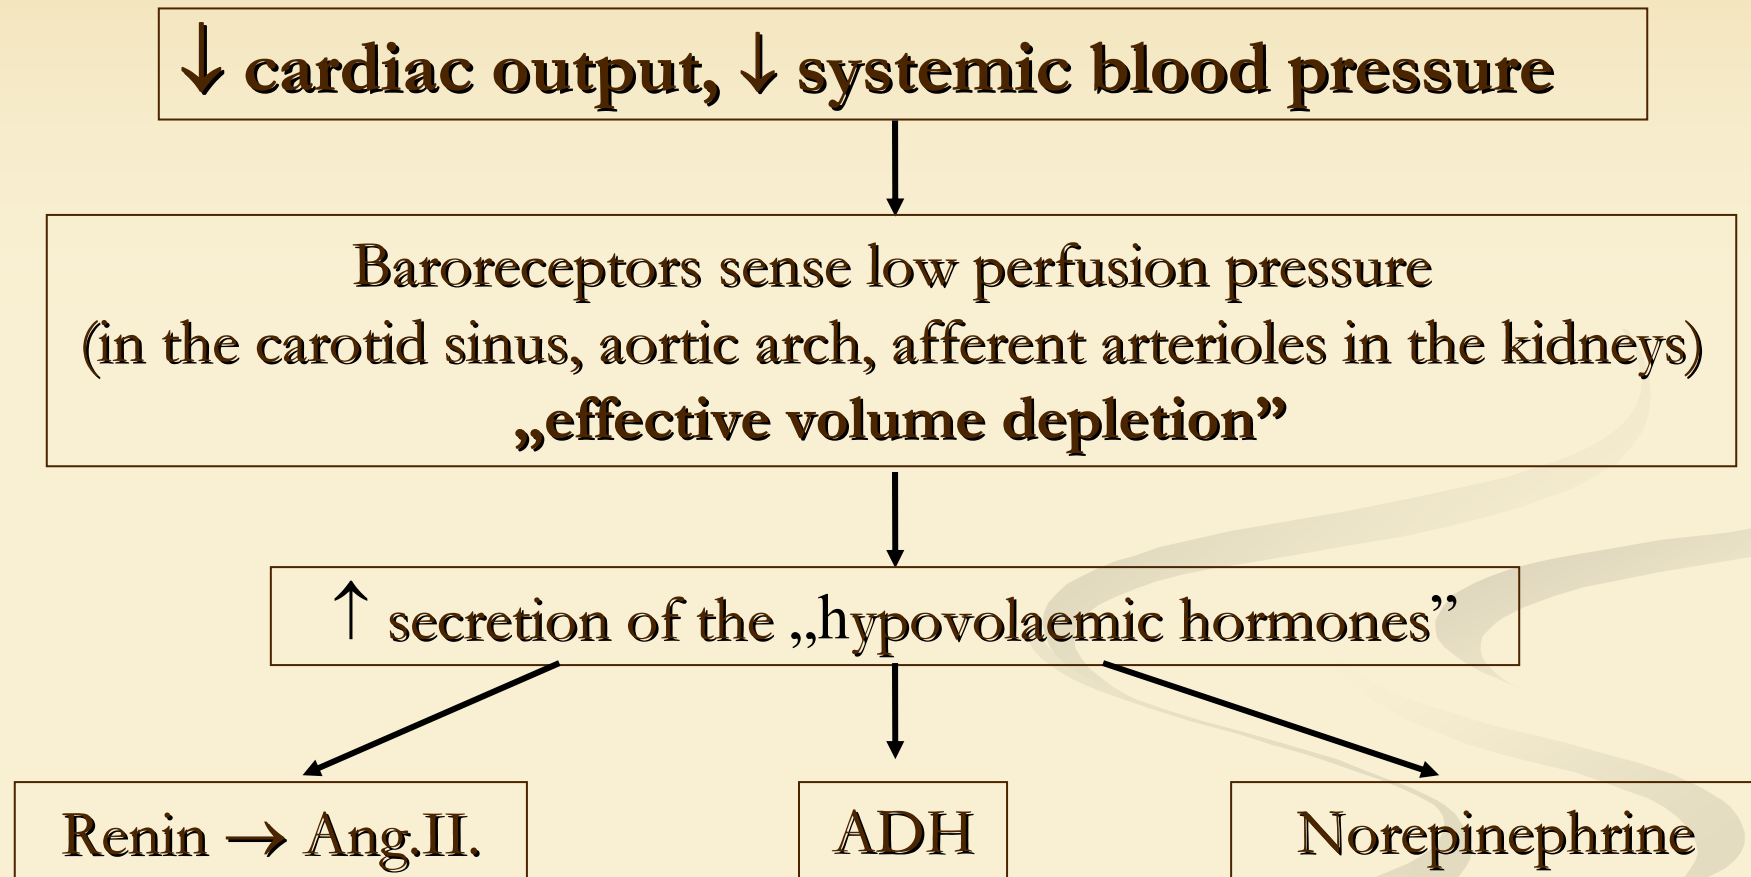 ↓ cardiac output, ↓ systemic blood pressure
Baroreceptors sense low perfusion pressure
(in the carotid sinus, aortic arch, afferent arterioles in the kidneys)
„effective volume depletion”
↑ secretion of the „hypovolaemic hormones”
Renin → Ang.II.
ADH
Norepinephrine